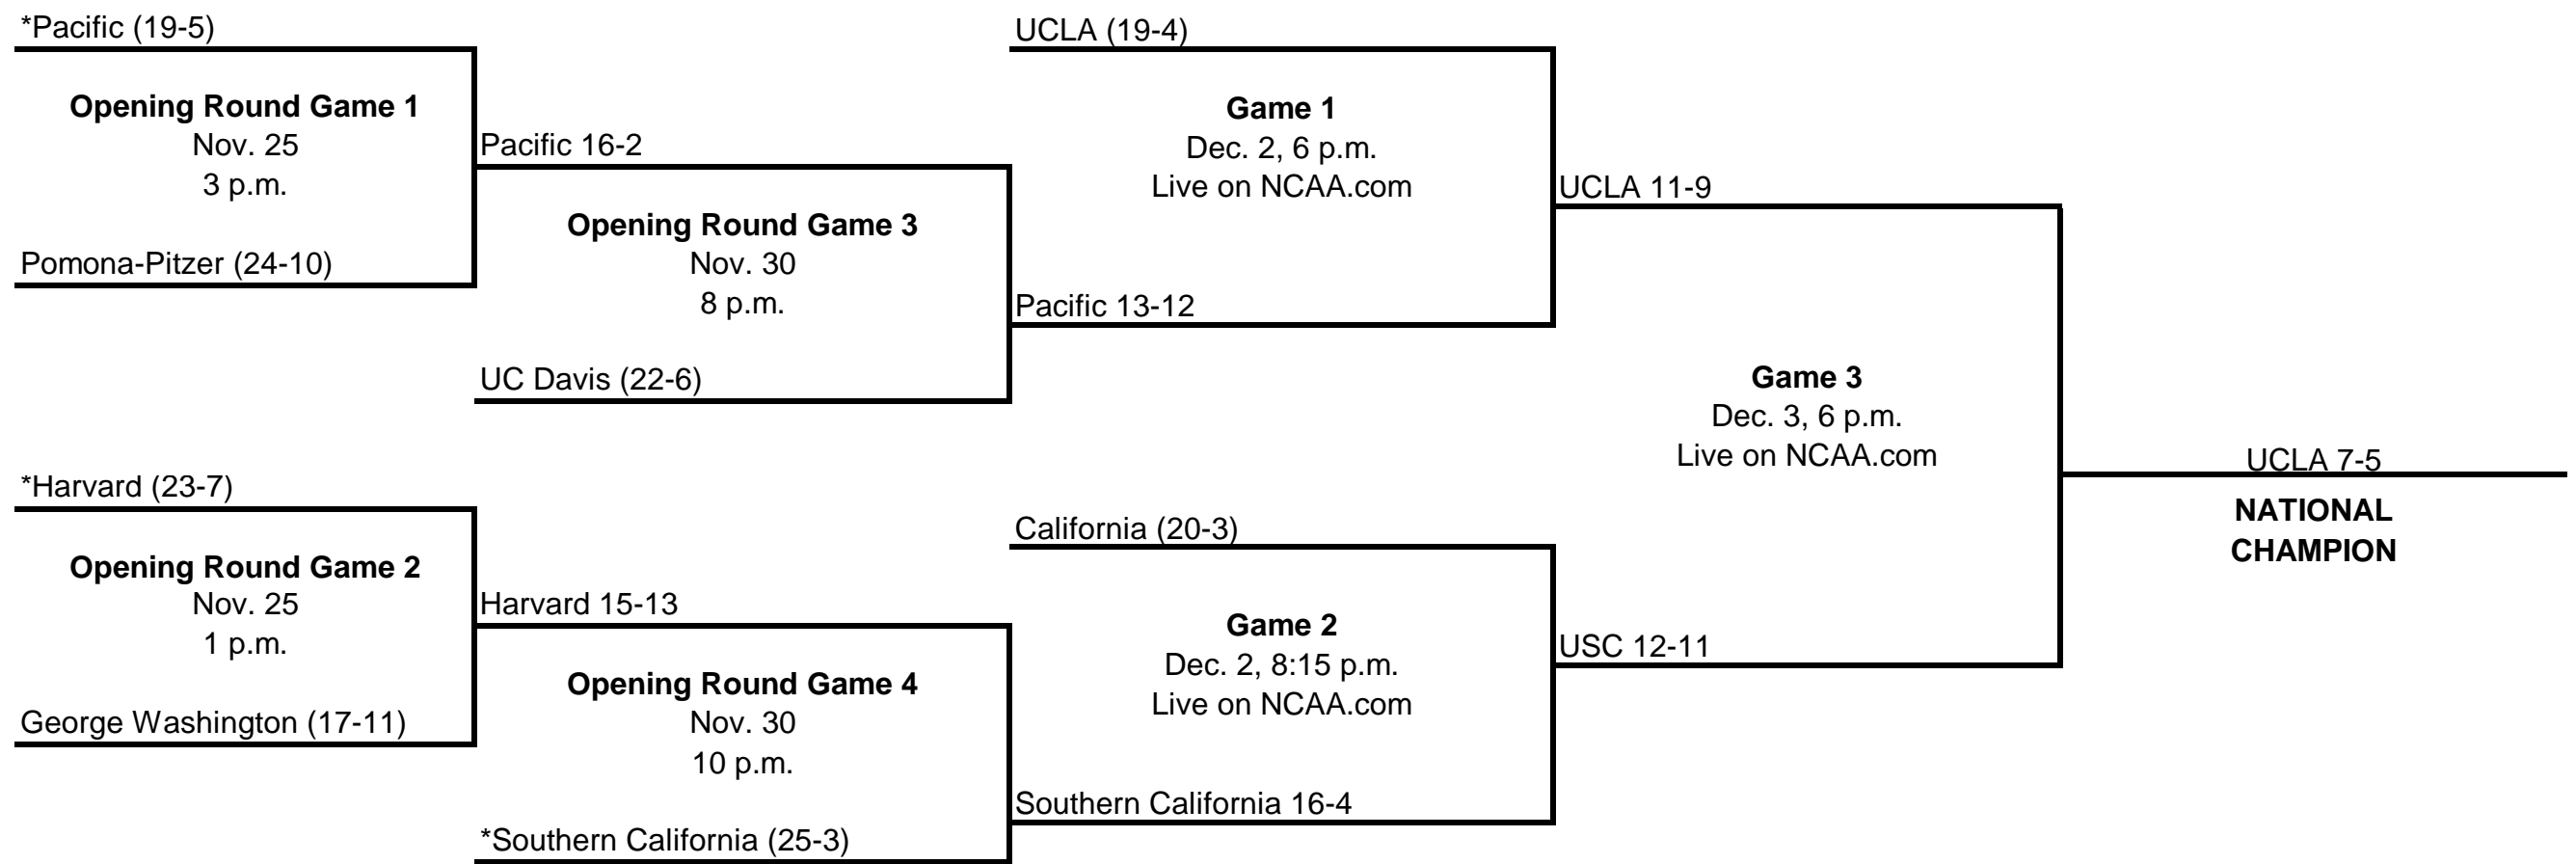 *Pacific (19-5)
Opening Round Game 1
Nov. 25
3 p.m.
Pomona-Pitzer (24-10)
Pacific 16-2
Opening Round Game 3
Nov. 30
8 p.m.
UC Davis (22-6)
UCLA (19-4)
Game 1
Dec. 2, 6 p.m.
Live on NCAA.com
Pacific 13-12
UCLA 11-9
Game 3
Dec. 3, 6 p.m.
Live on NCAA.com
UCLA 7-5
NATIONAL
CHAMPION
*Harvard (23-7)
Opening Round Game 2
Nov. 25
1 p.m.
George Washington (17-11)
Harvard 15-13
Opening Round Game 4
Nov. 30
10 p.m.
*Southern California (25-3)
California (20-3)
Game 2
Dec. 2, 8:15 p.m.
Live on NCAA.com
Southern California 16-4
USC 12-11